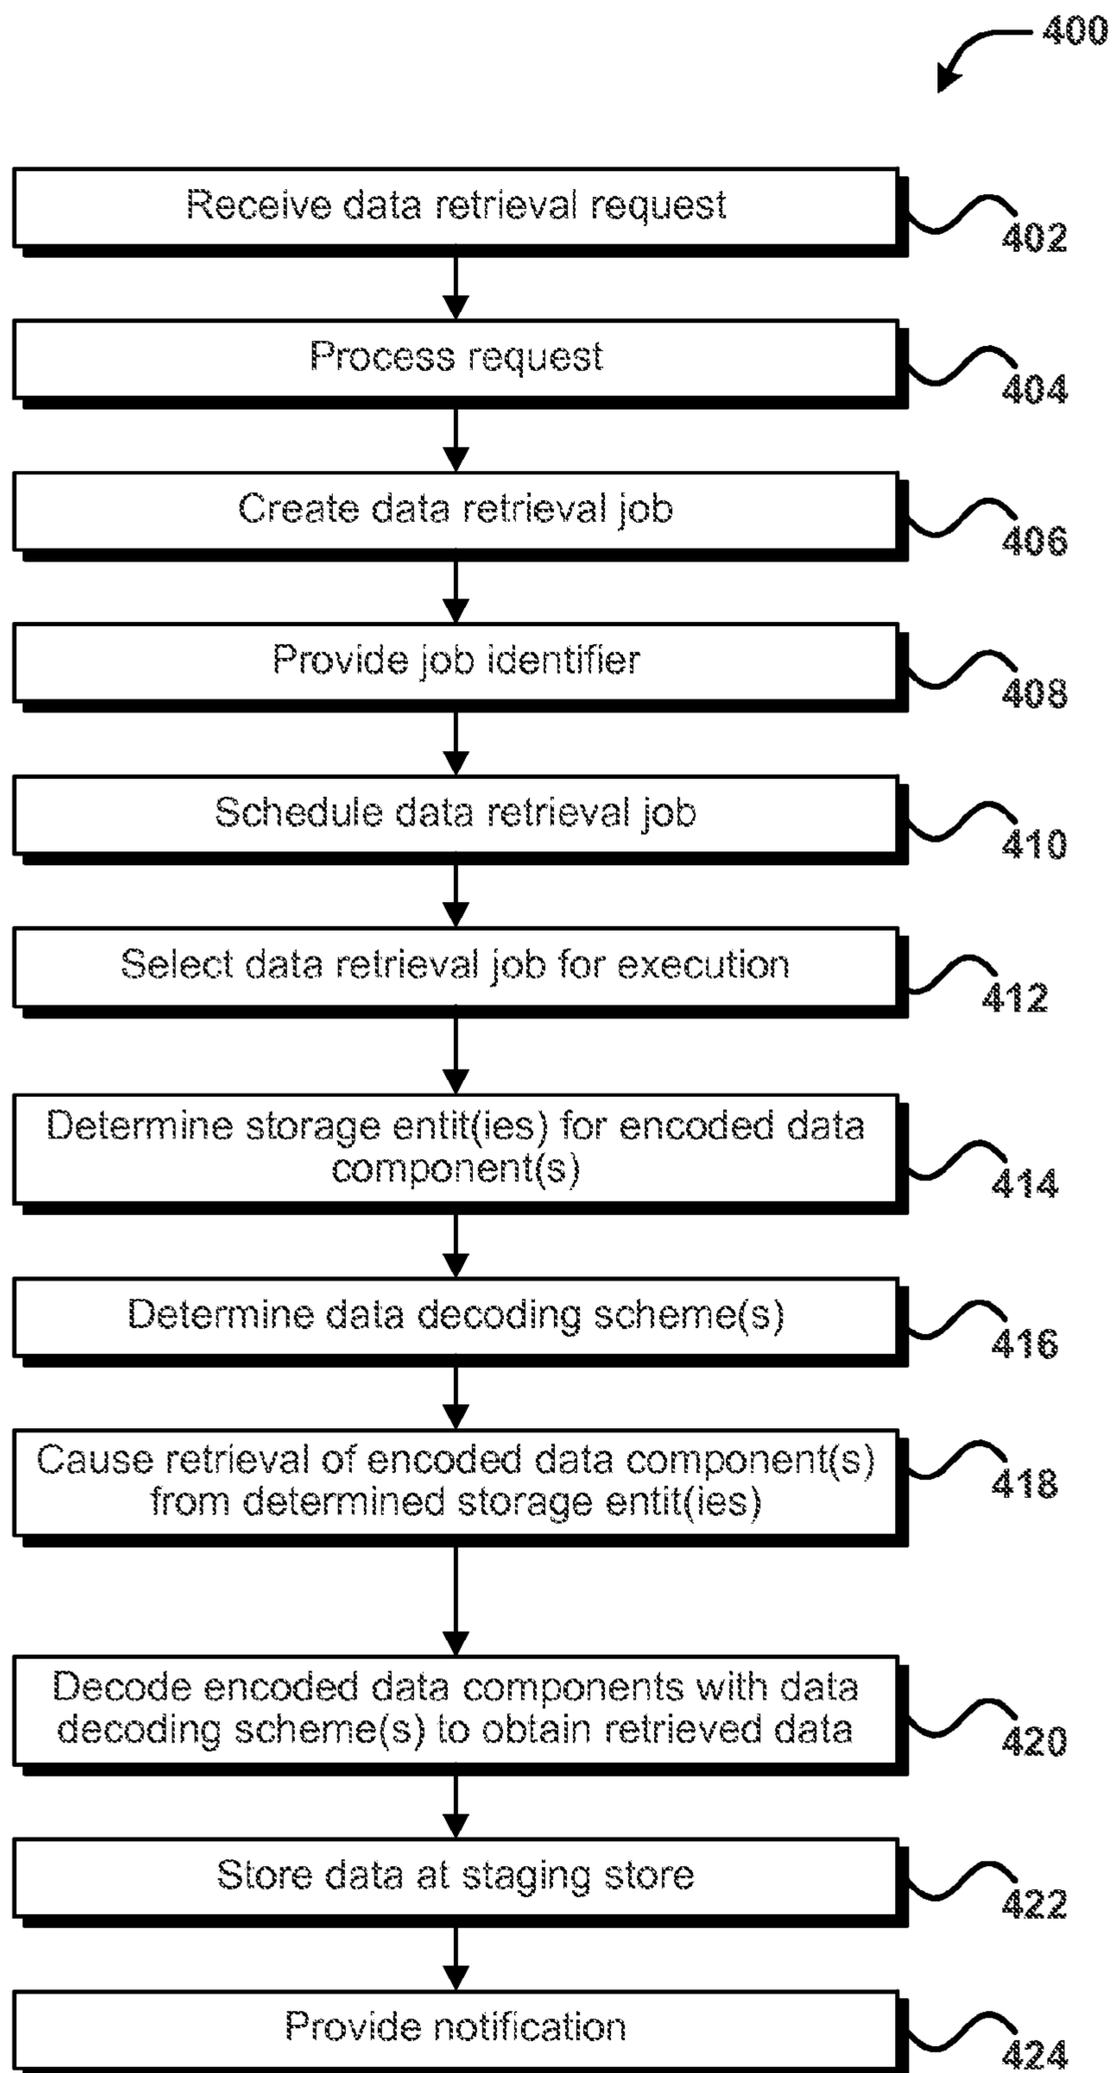 400
Receive data retrieval request
402
Process request
404
Create data retrieval job
406
Provide job identifier
408
Schedule data retrieval job
410
Select data retrieval job for execution
412
Determine storage entit(ies) for encoded data
component(s)
414
Determine data decoding scheme(s)
416
Cause retrieval of encoded data component(s)
from determined storage entit(ies)
418
Decode encoded data components with data
decoding scheme(s) to obtain retrieved data
420
Store data at staging store
422
Provide notification
424